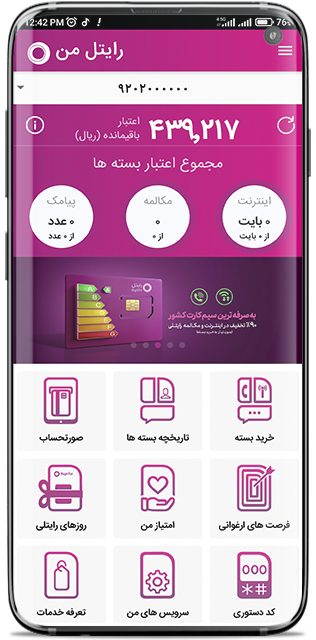 12:42 PM
76%
رایتل من
۹۲۰۲۰۰۰۰۰۰
اعتبار
باقیمانده (ریال)
۴۳۹,۲۱۷
مجموع اعتبار بسته ها
اینترنت
مکالمه
پیامک
۰ بایت
۰
۰ عدد
از ۰ بایت
از ۰
از ۰ عدد
رایتل
به‌صرفه‌ترین سیم‌کارت کشور
۹۰٪ تخفیف در اینترنت و مکالمه رایتلی
خرید بسته
تاریخچه بسته ها
صورتحساب
فرصت های ارغوانی
امتیاز من
روزهای رایتلی
کد دستوری
سرویس های من
تعرفه خدمات